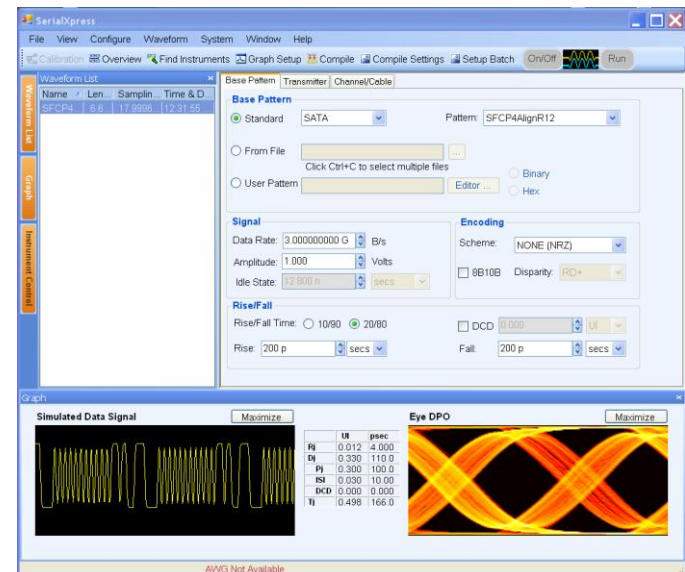 SerialXpress
File View Configure Waveform System Window Help
Calibration Overview Find Instruments Graph Setup Compile Compile Settings Setup Batch On/Off Run
Waveform List
Name Len... Samplin... Time & D...
SFCP4... 6.6... 17.9996... 12:31:55...
Waveform List
Graph
Instrument Control
Base Pattern Transmitter Channel/Cable
Base Pattern
Standard SATA Pattern: SFCP4AlignR12
From File ...
Click Ctrl+C to select multiple files
Binary
User Pattern Editor ...
Hex
Signal
Data Rate: 3.000000000 G B/s
Amplitude: 1.000 Volts
Idle State: 12.800 n secs
Encoding
Scheme: NONE (NRZ)
8B10B Disparity: RD+
Rise/Fall
Rise/Fall Time: 10/90 20/80 DCD 0.000 UI
Rise: 200 p secs Fall: 200 p secs
Graph
Simulated Data Signal Maximize Eye DPO Maximize
UI psec
Rj 0.012 4.000
Dj 0.330 110.0
Pj 0.300 100.0
ISI 0.030 10.00
DCD 0.000 0.000
Tj 0.498 166.0
AWG Not Available